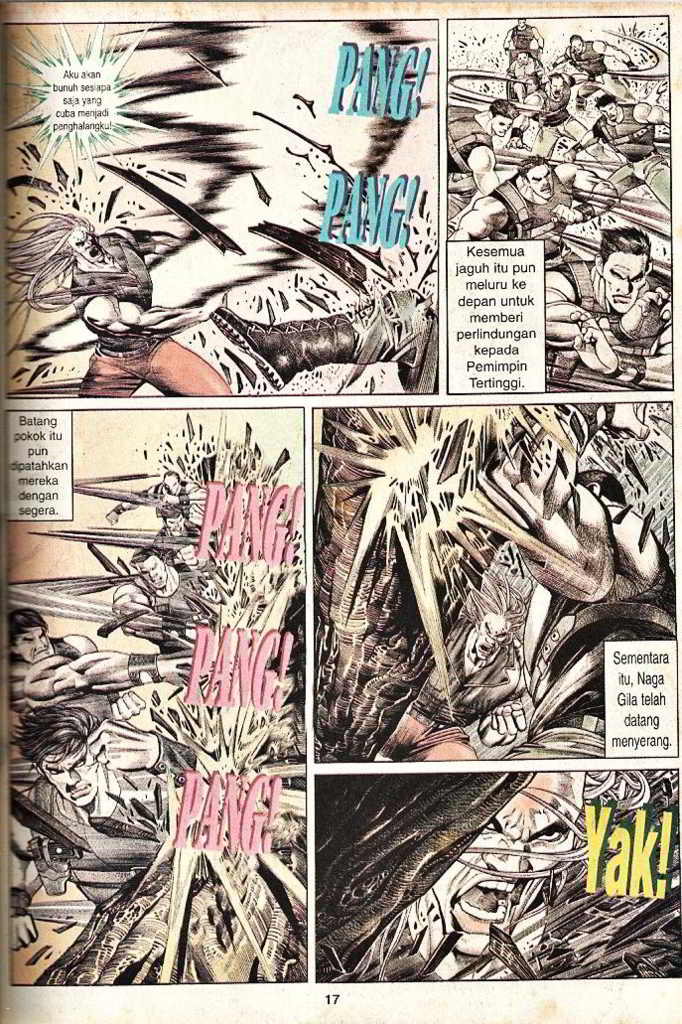 Aku akan
bunuh sesiapa
saja yang
cuba menjadi
penghalangku!
PANG!
PANG!
Kesemua
jaguh itu pun
meluru ke
depan untuk
memberi
perlindungan
kepada
Pemimpin
Tertinggi.
Batang
pokok itu
pun
dipatahkan
mereka
dengan
segera.
PANG!
PANG!
PANG!
Sementara
itu, Naga
Gila telah
datang
menyerang.
Yak!
17